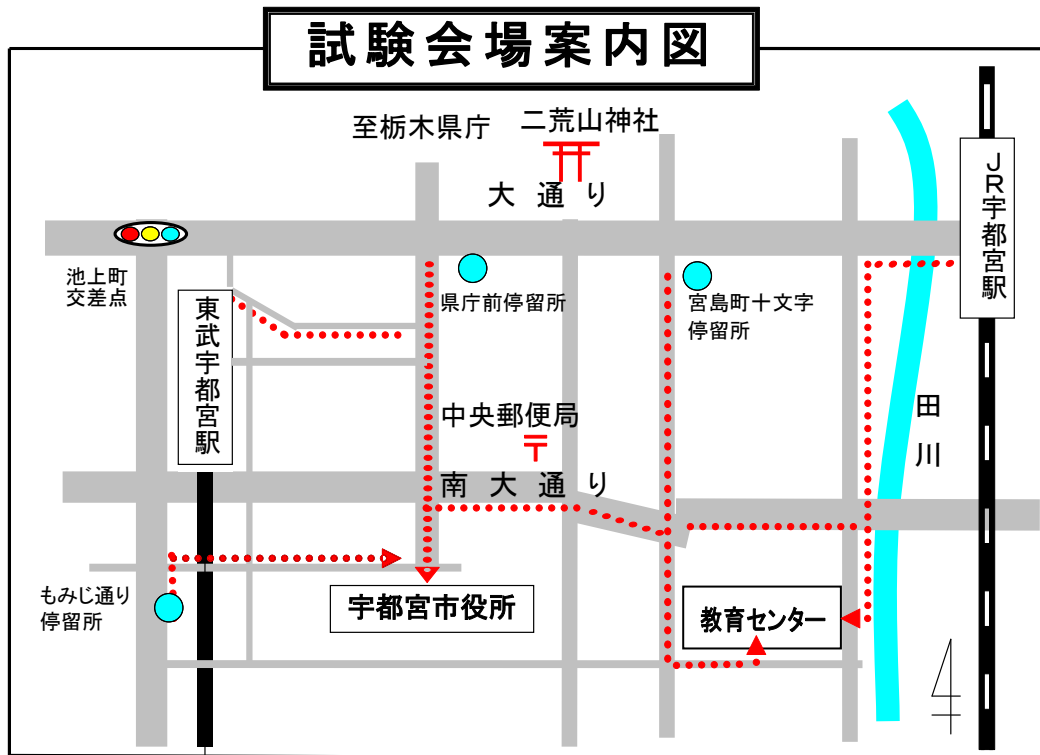 試験会場案内図
至栃木県庁
二荒山神社
大通り
JR宇都宮駅
池上町
交差点
東武宇都宮駅
県庁前停留所
宮島町十文字
停留所
中央郵便局
〒
田川
南大通り
もみじ通り
停留所
宇都宮市役所
教育センター